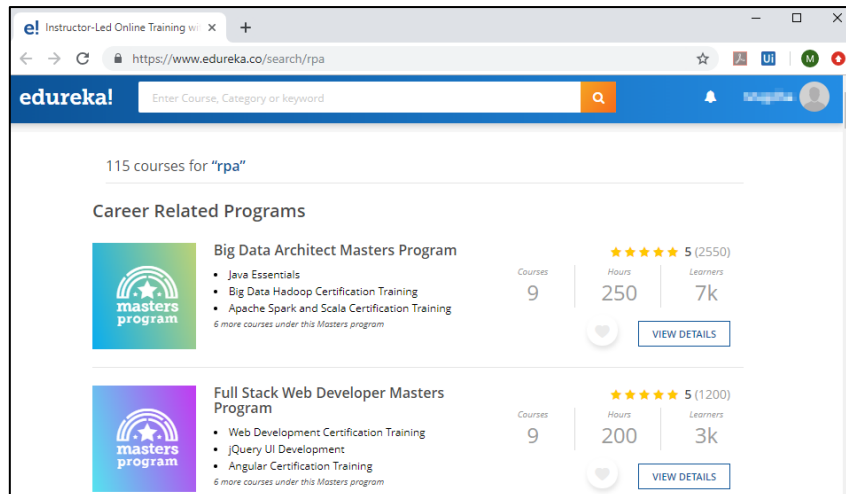 e! Instructor-Led Online Training wi
https://www.edureka.co/search/rpa
Ui
M
edureka!
Enter Course, Category or keyword
115 courses for “rpa”
Career Related Programs
masters
program
Big Data Architect Masters Program
Java Essentials
Big Data Hadoop Certification Training
Apache Spark and Scala Certification Training
6 more courses under this Masters program
5 (2550)
Courses Hours Learners
9 250 7k
VIEW DETAILS
masters
program
Full Stack Web Developer Masters
Program
Web Development Certification Training
jQuery UI Development
Angular Certification Training
6 more courses under this Masters program
5 (1200)
Courses Hours Learners
9 200 3k
VIEW DETAILS